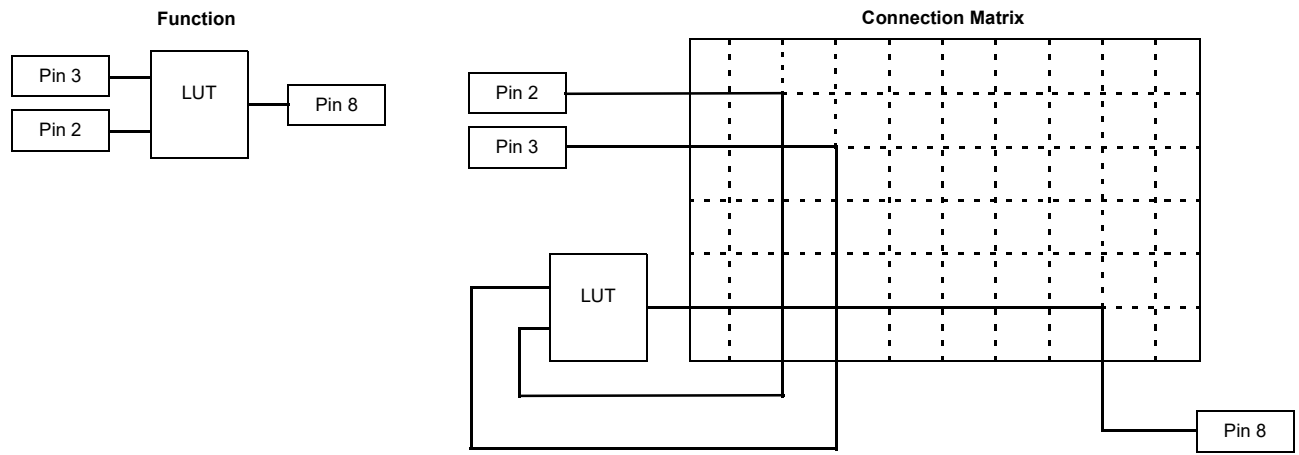 Function
Pin 3
Pin 2
LUT
Pin 8
Connection Matrix
Pin 2
Pin 3
LUT
Pin 8